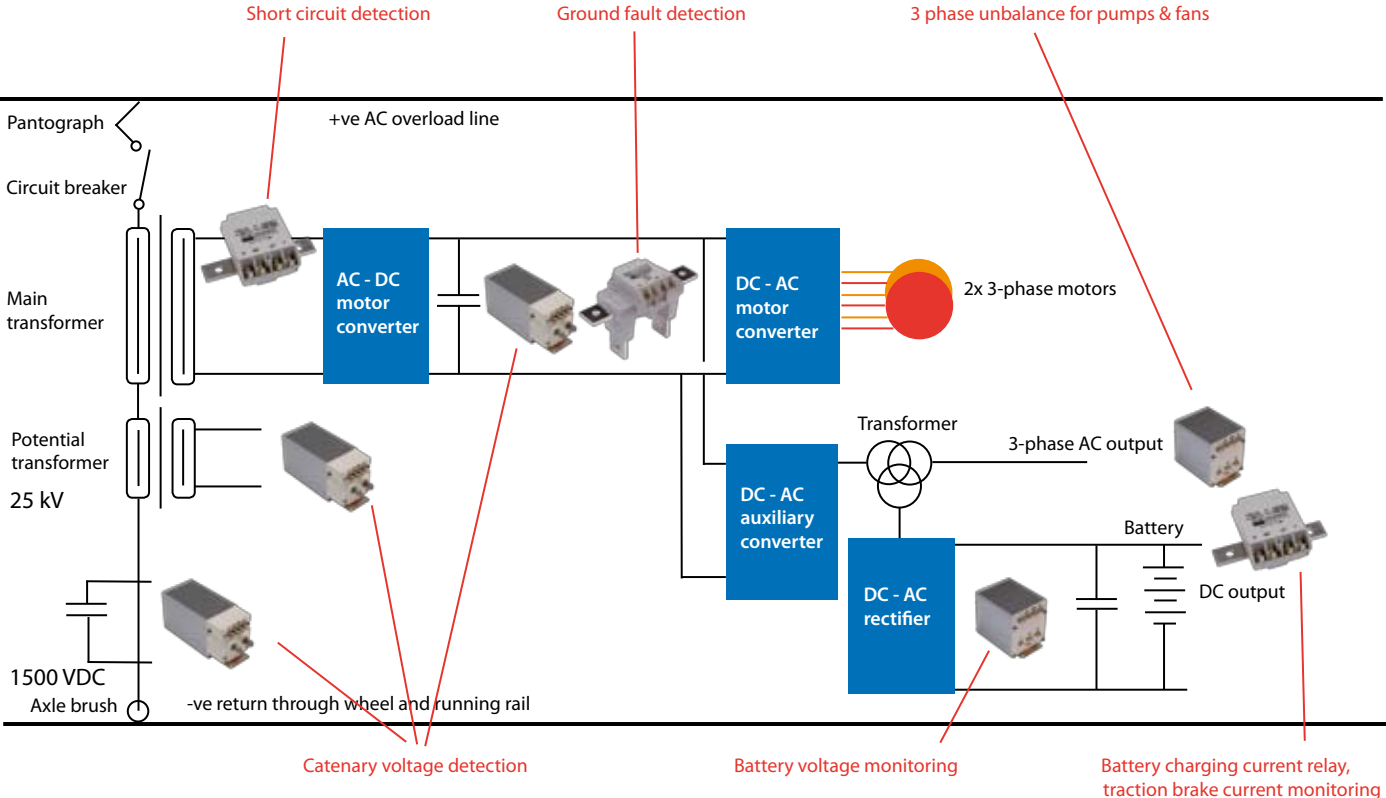 Short circuit detection
Ground fault detection
3 phase unbalance for pumps & fans
Pantograph
+ve AC overload line
Circuit breaker
Main
transformer
AC - DC
motor
converter
DC - AC
motor
converter
2x 3-phase motors
Potential
transformer
25 kV
Transformer
3-phase AC output
DC - AC
auxiliary
converter
Battery
DC - AC
rectifier
DC output
1500 VDC
Axle brush
-ve return through wheel and running rail
Catenary voltage detection
Battery voltage monitoring
Battery charging current relay,
traction brake current monitoring